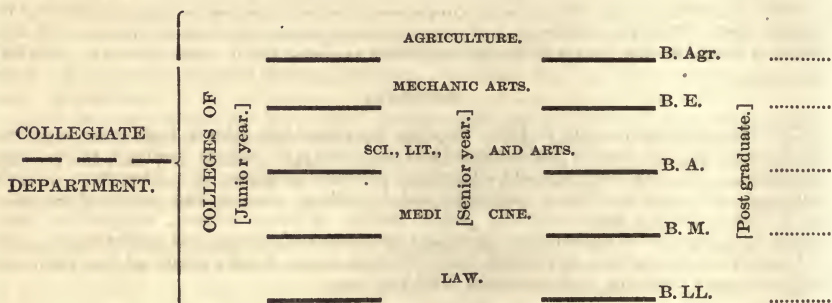 COLLEGIATE
DEPARTMENT.
COLLEGES OF
[Junior year.]
AGRICULTURE.
B. Agr.
MECHANIC ARTS.
B. E.
SCI., LIT., AND ARTS.
B. A.
[Senior year.]
MEDI CINE.
B. M.
LAW.
B. LL.
[Post graduate.]